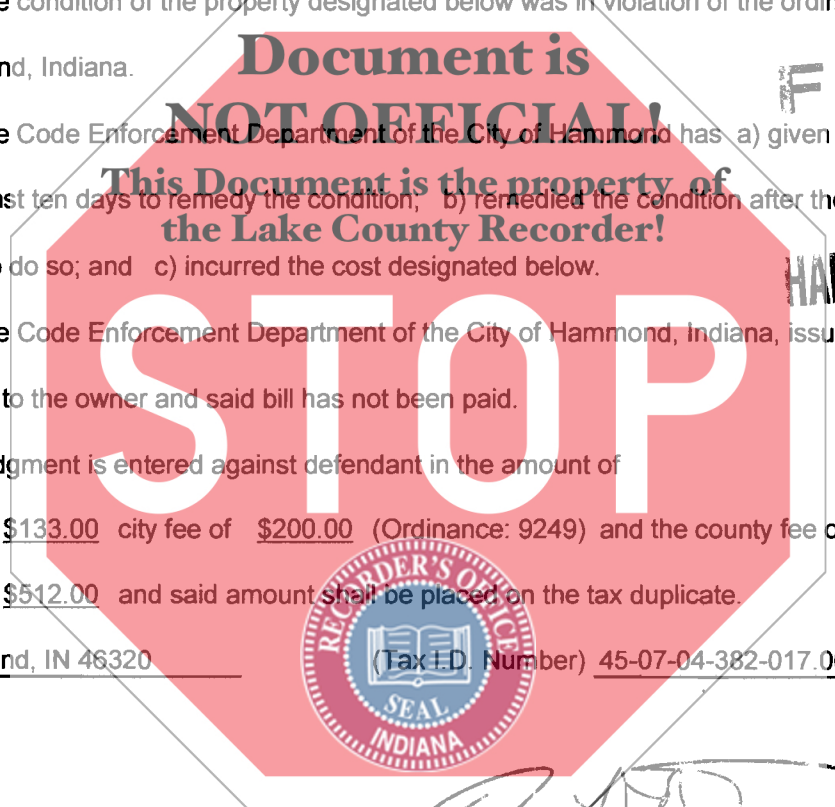 e condition of the property designated below was in violation of the ordin
Document is
nd, Indiana.
F
NOT OFFICIAL!
e Code Enforcement Department of the City of Hammond has a) given
This Document is the property of
st ten days to remedy the condition; b) remedied the condition after the
the Lake County Recorder!
do so; and c) incurred the cost designated below.
HA
STOP
e Code Enforcement Department of the City of Hammond, Indiana, issu
to the owner and said bill has not been paid.
dgment is entered against defendant in the amount of
$133.00 city fee of $200.00 (Ordinance: 9249) and the county fee o
$512.00 and said amount shall be placed on the tax duplicate.
RECORDER'S OFFICE
nd, IN 46320 (Tax I.D. Number) 45-07-04-382-017.0
SEAL
INDIANA